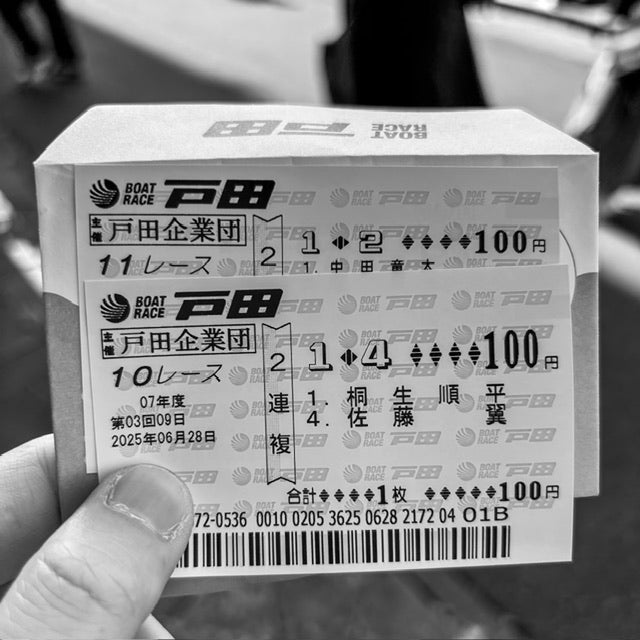 BOAT RACE 戸田
BOAT RACE 戸田
主催 戸田企業団
11レース
2
1 ◆ 2 ◆◆◆◆100円
1. 中田竜太
BOAT RACE 戸田
主催 戸田企業団
10レース
07年度
第03回09日
2025年06月28日
2連複
1 ◆ 4 ◆◆◆◆100円
1. 桐生順平
4. 佐藤翼
合計◆◆◆◆1枚 ◆◆◆◆◆100円
72-0536 0010 0205 3625 0628 2172 04 01B